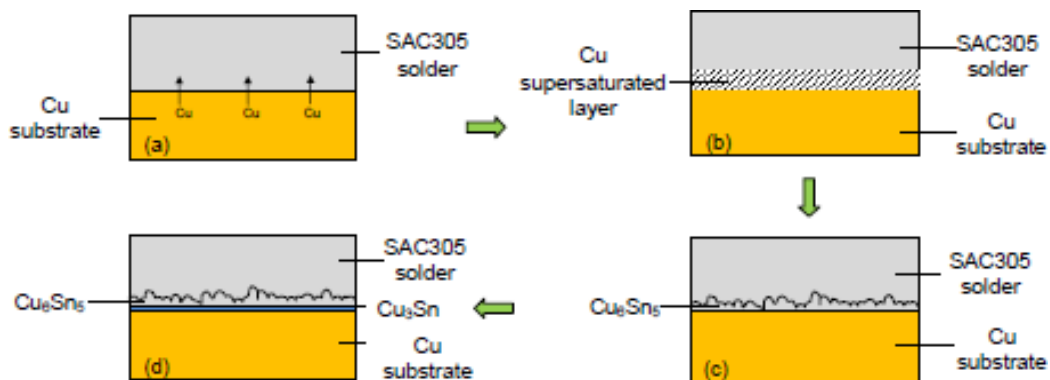 SAC305
solder
Cu
substrate
Cu Cu Cu
(a)
Cu
supersaturated
layer
SAC305
solder
Cu
substrate
(b)
Cu₆Sn₅
SAC305
solder
Cu₃Sn
Cu
substrate
(d)
SAC305
solder
Cu₆Sn₅
Cu
substrate
(c)